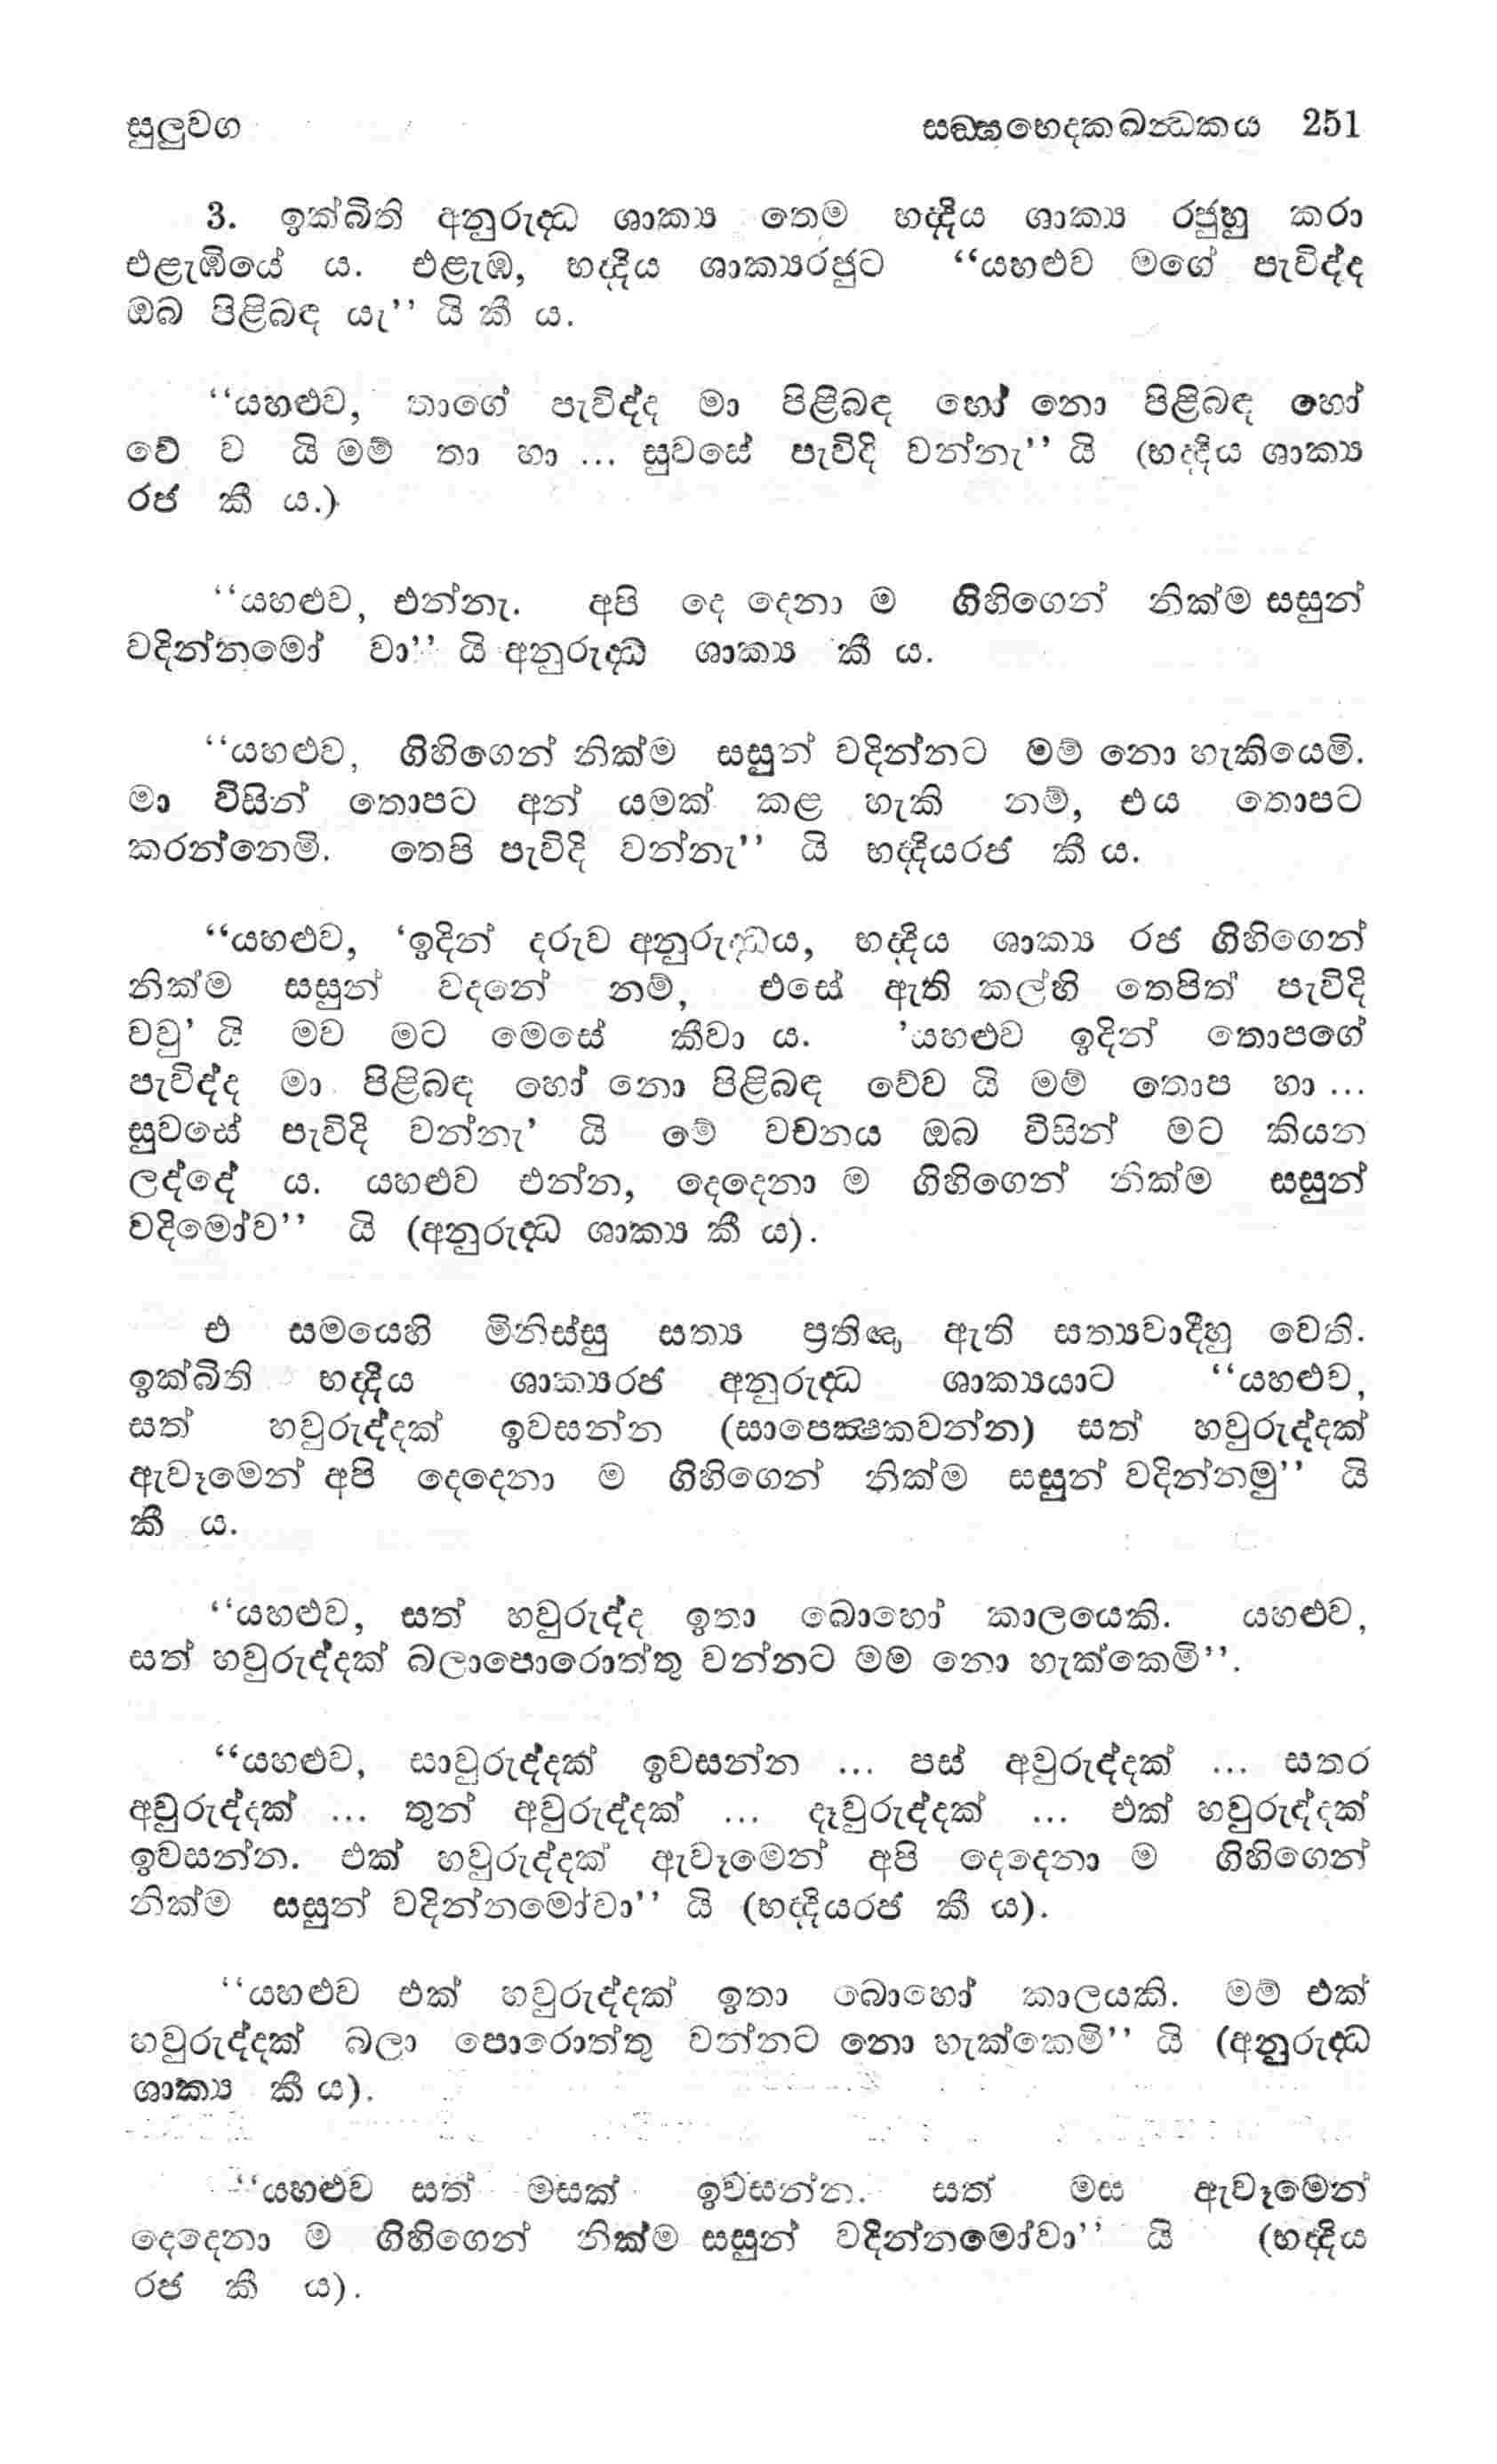 සුලුවග සඞ්ඝභෙදකඛන්ධකය 251
3. ඉක්බිති අනුරුද්ධ ශාක්‍ය තෙම භද්දිය ශාක්‍ය රජුහු කරා
එළැඹියේ ය. එළැඹ, භද්දිය ශාක්‍යරජුට “යහළුව මගේ පැවිද්ද
ඔබ පිළිබඳ යැ’’ යි කී ය.
“යහළුව, තාගේ පැවිද්ද මා පිළිබඳ හෝ නො පිළිබඳ හෝ
වේ ව යි මම් තා හා ... සුවසේ පැවිදි වන්නැ’’ යි (භද්දිය ශාක්‍ය
රජ කී ය.)
“යහළුව, එන්නැ. අපි දෙ දෙනා ම ගිහිගෙන් නික්ම සසුන්
වදින්නමෝ වා’’ යි අනුරුද්ධ ශාක්‍ය කී ය.
“යහළුව, ගිහිගෙන් නික්ම සසුන් වදින්නට මම් නො හැකියෙමි.
මා විසින් තොපට අන් යමක් කළ හැකි නම්, එය තොපට
කරන්නෙමි. තෙපි පැවිදි වන්නැ’’ යි භද්දියරජ කී ය.
“යහළුව, ‘ඉදින් දරුව අනුරුද්ධය, භද්දිය ශාක්‍ය රජ ගිහිගෙන්
නික්ම සසුන් වදනේ නම්, එසේ ඇති කල්හි තෙපිත් පැවිදි
වවු’ යි මව මට මෙසේ කීවා ය. ’යහළුව ඉදින් තොපගේ
පැවිද්ද මා පිළිබඳ හෝ නො පිළිබඳ වේව යි මම් තොප හා ...
සුවසේ පැවිදි වන්නැ’ යි මේ වචනය ඔබ විසින් මට කියන
ලද්දේ ය. යහළුව එන්න, දෙදෙනා ම ගිහිගෙන් නික්ම සසුන්
වදිමෝව’’ යි (අනුරුද්ධ ශාක්‍ය කී ය).
එ සමයෙහි මිනිස්සු සත්‍ය ප්‍රතිඥා ඇති සත්‍යවාදීහු වෙති.
ඉක්බිති භද්දිය ශාක්‍යරජ අනුරුද්ධ ශාක්‍යයාට “යහළුව,
සත් හවුරුද්දක් ඉවසන්න (සාපෙක්‍ෂකවන්න) සත් හවුරුද්දක්
ඇවෑමෙන් අපි දෙදෙනා ම ගිහිගෙන් නික්ම සසුන් වදින්නමු’’ යි
කී ය.
“යහළුව, සත් හවුරුද්ද ඉතා බොහෝ කාලයෙකි. යහළුව,
සත් හවුරුද්දක් බලාපොරොත්තු වන්නට මම නො හැක්කෙමි’’.
“යහළුව, සාවුරුද්දක් ඉවසන්න ... පස් අවුරුද්දක් ... සතර
අවුරුද්දක් ... තුන් අවුරුද්දක් ... දෑවුරුද්දක් ... එක් හවුරුද්දක්
ඉවසන්න. එක් හවුරුද්දක් ඇවෑමෙන් අපි දෙදෙනා ම ගිහිගෙන්
නික්ම සසුන් වදින්නමෝවා’’ යි (භද්දියරජ කී ය).
“යහළුව එක් හවුරුද්දක් ඉතා බොහෝ කාලයකි. මම් එක්
හවුරුද්දක් බලා පොරොත්තු වන්නට නො හැක්කෙමි’’ යි (අනුරුද්ධ
ශාක්‍ය කී ය).
“යහළුව සත් මසක් ඉවසන්න. සත් මස ඇවෑමෙන්
දෙදෙනා ම ගිහිගෙන් නික්ම සසුන් වදින්නමෝවා’’ යි (භද්දිය
රජ කී ය).